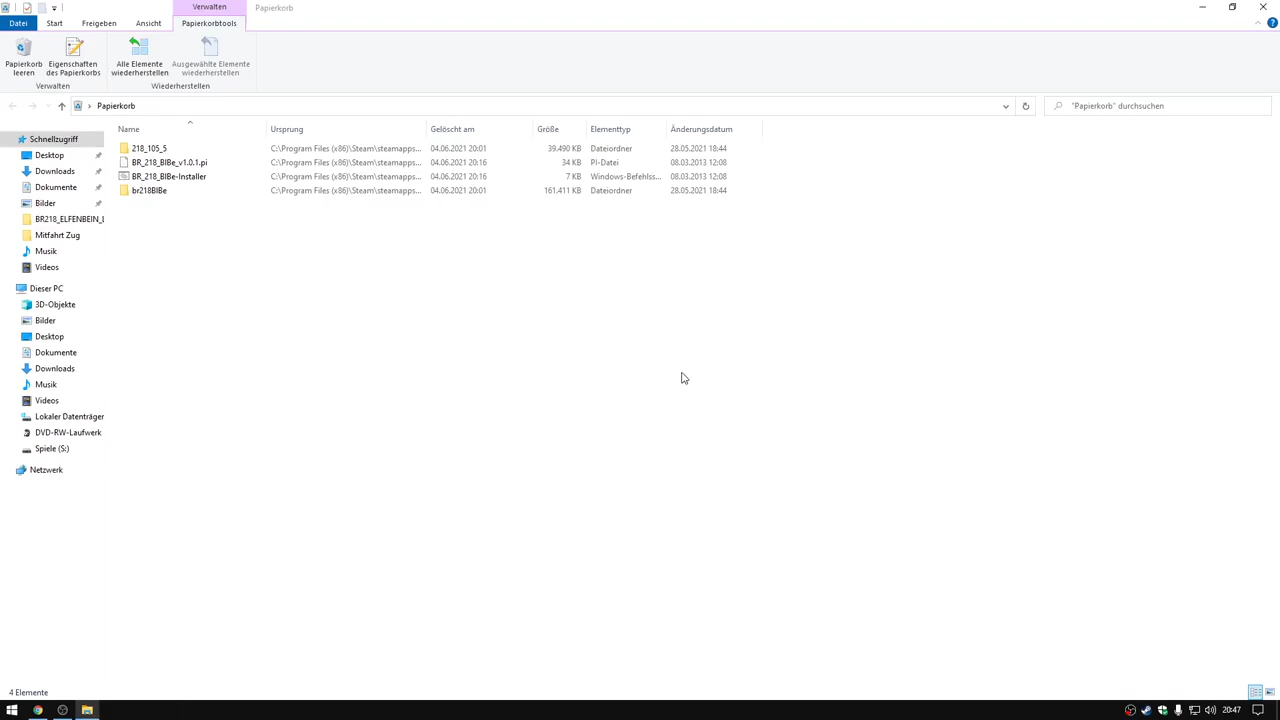 Verwalten
Papierkorb
Datei
Start
Freigeben
Ansicht
Papierkorbtools
Papierkorb
leeren
Eigenschaften
des Papierkorbs
Alle Elemente
wiederherstellen
Ausgewählte Elemente
wiederherstellen
Verwalten
Wiederherstellen
Papierkorb
"Papierkorb" durchsuchen
Name
Ursprung
Gelöscht am
Größe
Elementtyp
Änderungsdatum
218_105_5
C:\Program Files (x86)\Steam\steamapps...
04.06.2021 20:01
39.490 KB
Dateiordner
28.05.2021 18:44
BR_218_BlBe_v1.0.1.pi
C:\Program Files (x86)\Steam\steamapps...
04.06.2021 20:16
34 KB
PI-Datei
08.03.2013 12:08
BR_218_BlBe-Installer
C:\Program Files (x86)\Steam\steamapps...
04.06.2021 20:16
7 KB
Windows-Befehlss...
08.03.2013 12:08
br218BlBe
C:\Program Files (x86)\Steam\steamapps...
04.06.2021 20:01
161.411 KB
Dateiordner
28.05.2021 18:44
Schnellzugriff
Desktop
Downloads
Dokumente
Bilder
BR218_ELFENBEIN_
Mitfahrt Zug
Musik
Videos
Dieser PC
3D-Objekte
Bilder
Desktop
Dokumente
Downloads
Musik
Videos
Lokaler Datenträger
DVD-RW-Laufwerk
Spiele (S:)
Netzwerk
4 Elemente
20:47